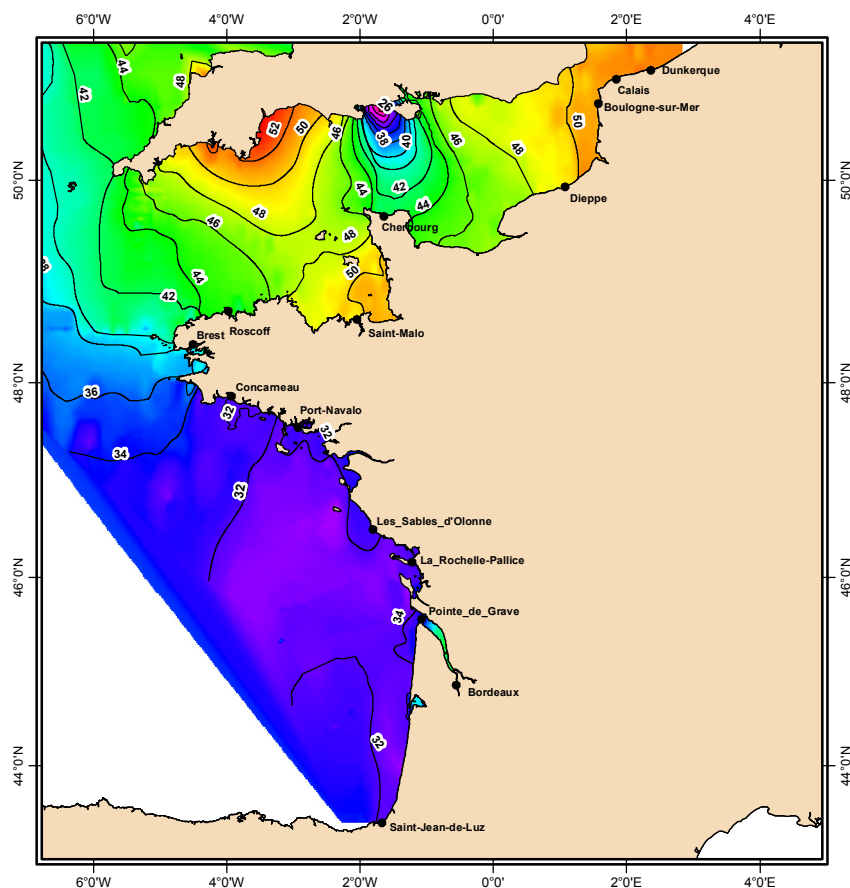 6°0'W 4°0'W 2°0'W 0°0' 2°0'E 4°0'E
44
48
42
26
52
50
46
38
40
46
48
50
Dunkerque
Calais
Boulogne-sur-Mer
50°0'N
50°0'N
44
42
44
48
46
Dieppe
Cherbourg
48
50
38
44
42
Brest
Roscoff
Saint-Malo
48°0'N
48°0'N
36
Concarneau
32
Port-Navalo
32
34
32
Les_Sables_d'Olonne
La_Rochelle-Pallice
46°0'N
46°0'N
34
Pointe_de_Grave
Bordeaux
32
44°0'N
44°0'N
Saint-Jean-de-Luz
6°0'W 4°0'W 2°0'W 0°0' 2°0'E 4°0'E